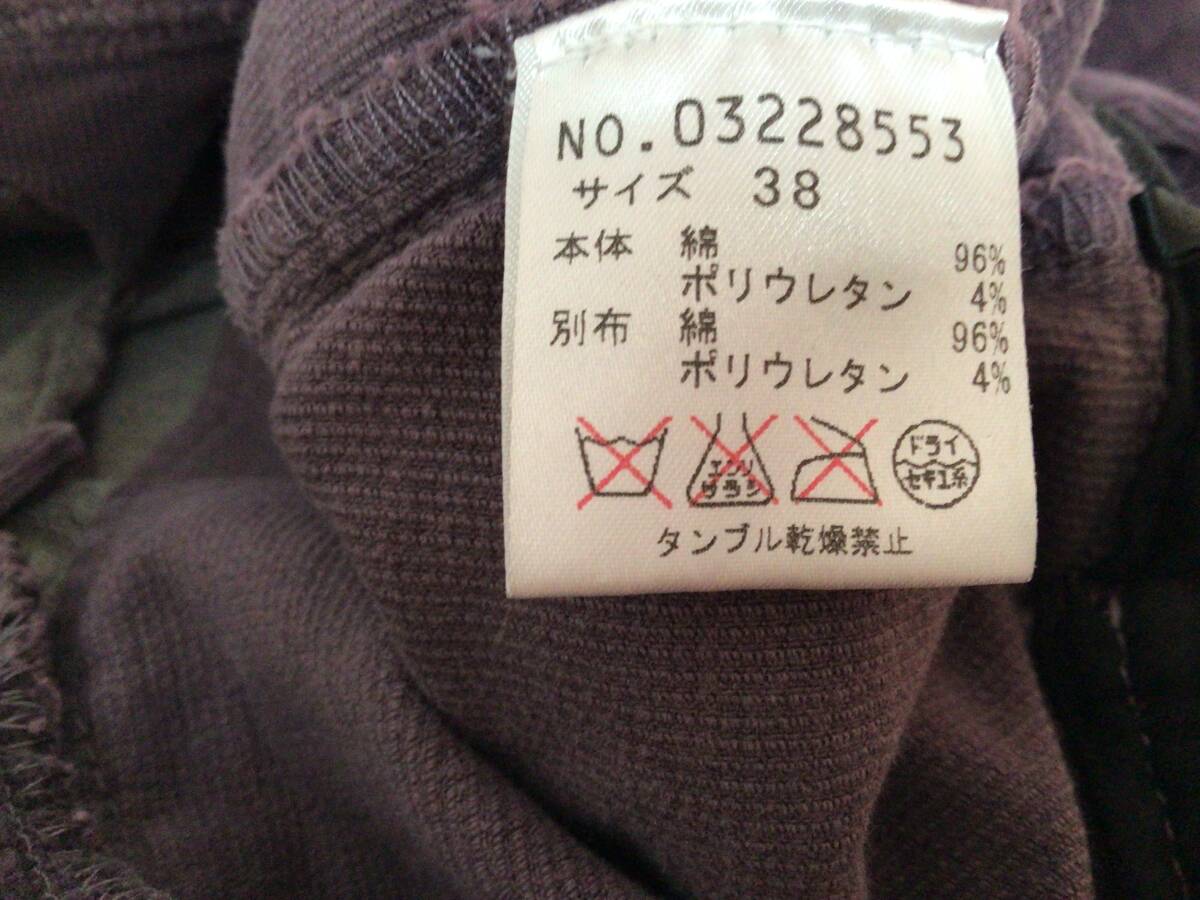 NO.03228553
サイズ 38
本体 綿 96%
ポリウレタン 4%
別布 綿 96%
ポリウレタン 4%
エンソ
サラシ
ドライ
セキユ系
タンブル乾燥禁止